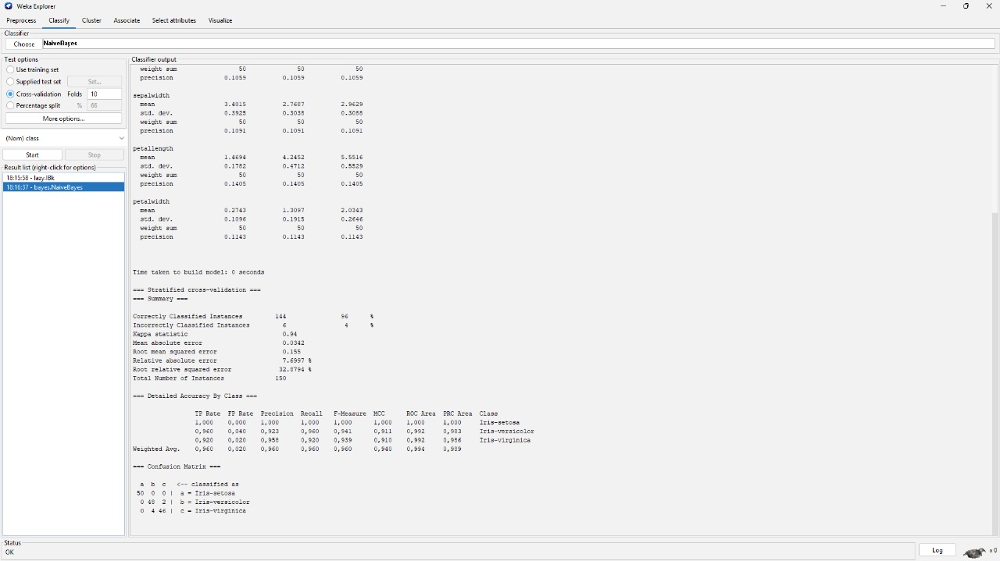 Weka Explorer
Preprocess Classify Cluster Associate Select attributes Visualize
Classifier
Choose NaiveBayes
Test options
Use training set
Supplied test set Set...
Cross-validation Folds 10
Percentage split % 66
More options...
(Nom) class
Start Stop
Result list (right-click for options)
18:15:58 - lazy.IBk
18:16:37 - bayes.NaiveBayes
Classifier output
weight sum 50 50 50
precision 0.1059 0.1059 0.1059
sepalwidth
mean 3.4015 2.7687 2.9629
std. dev. 0.3925 0.3038 0.3088
weight sum 50 50 50
precision 0.1091 0.1091 0.1091
petallength
mean 1.4694 4.2452 5.5516
std. dev. 0.1782 0.4712 0.5529
weight sum 50 50 50
precision 0.1405 0.1405 0.1405
petalwidth
mean 0.2743 1.3097 2.0343
std. dev. 0.1096 0.1915 0.2646
weight sum 50 50 50
precision 0.1143 0.1143 0.1143
Time taken to build model: 0 seconds
=== Stratified cross-validation ===
=== Summary ===
Correctly Classified Instances 144 96 %
Incorrectly Classified Instances 6 4 %
Kappa statistic 0.94
Mean absolute error 0.0342
Root mean squared error 0.155
Relative absolute error 7.6997 %
Root relative squared error 32.8794 %
Total Number of Instances 150
=== Detailed Accuracy By Class ===
TP Rate FP Rate Precision Recall F-Measure MCC ROC Area PRC Area Class
1,000 0,000 1,000 1,000 1,000 1,000 1,000 1,000 Iris-setosa
0,960 0,040 0,923 0,960 0,941 0,911 0,992 0,983 Iris-versicolor
0,920 0,020 0,958 0,920 0,939 0,910 0,992 0,986 Iris-virginica
Weighted Avg. 0,960 0,020 0,960 0,960 0,960 0,940 0,994 0,989
=== Confusion Matrix ===
a b c <-- classified as
50 0 0 | a = Iris-setosa
0 48 2 | b = Iris-versicolor
0 4 46 | c = Iris-virginica
Status
OK
Log x 0